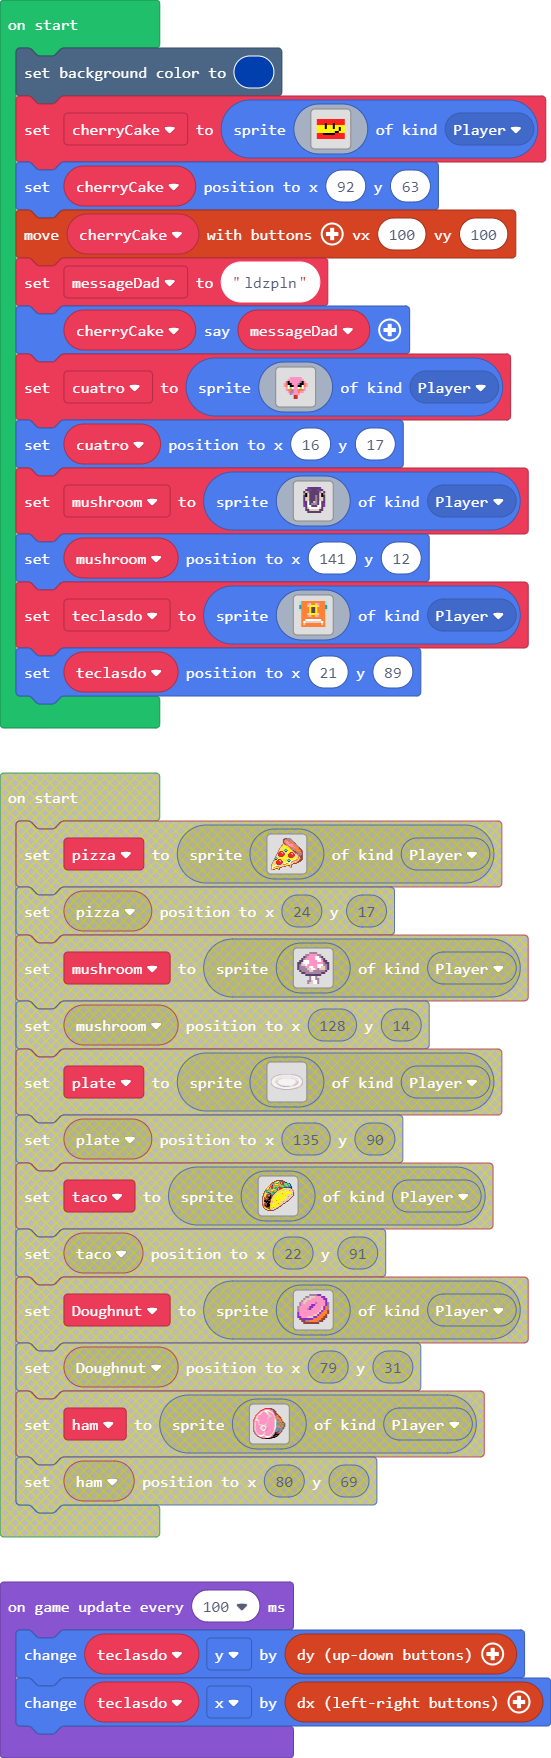 on start
set background color to
set cherryCake to sprite of kind Player
set cherryCake position to x 92 y 63
move cherryCake with buttons vx 100 vy 100
set messageDad to "ldzpln"
cherryCake say messageDad
set cuatro to sprite of kind Player
set cuatro position to x 16 y 17
set mushroom to sprite of kind Player
set mushroom position to x 141 y 12
set teclasdo to sprite of kind Player
set teclasdo position to x 21 y 89
on start
set pizza to sprite of kind Player
set pizza position to x 24 y 17
set mushroom to sprite of kind Player
set mushroom position to x 128 y 14
set plate to sprite of kind Player
set plate position to x 135 y 90
set taco to sprite of kind Player
set taco position to x 22 y 91
set Doughnut to sprite of kind Player
set Doughnut position to x 79 y 31
set ham to sprite of kind Player
set ham position to x 80 y 69
on game update every 100 ms
change teclasdo y by dy (up-down buttons)
change teclasdo x by dx (left-right buttons)